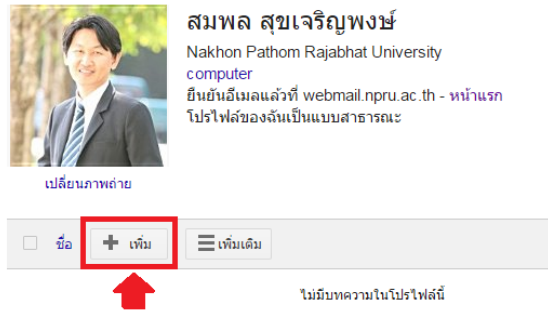 สมพล สุขเจริญพงษ์
Nakhon Pathom Rajabhat University
computer
ยืนยันอีเมลแล้วที่ webmail.npru.ac.th - หน้าแรก
โปรไฟล์ของฉันเป็นแบบสาธารณะ
เปลี่ยนภาพถ่าย
ชื่อ เพิ่ม เพิ่มเติม
ไม่มีบทความในโปรไฟล์นี้